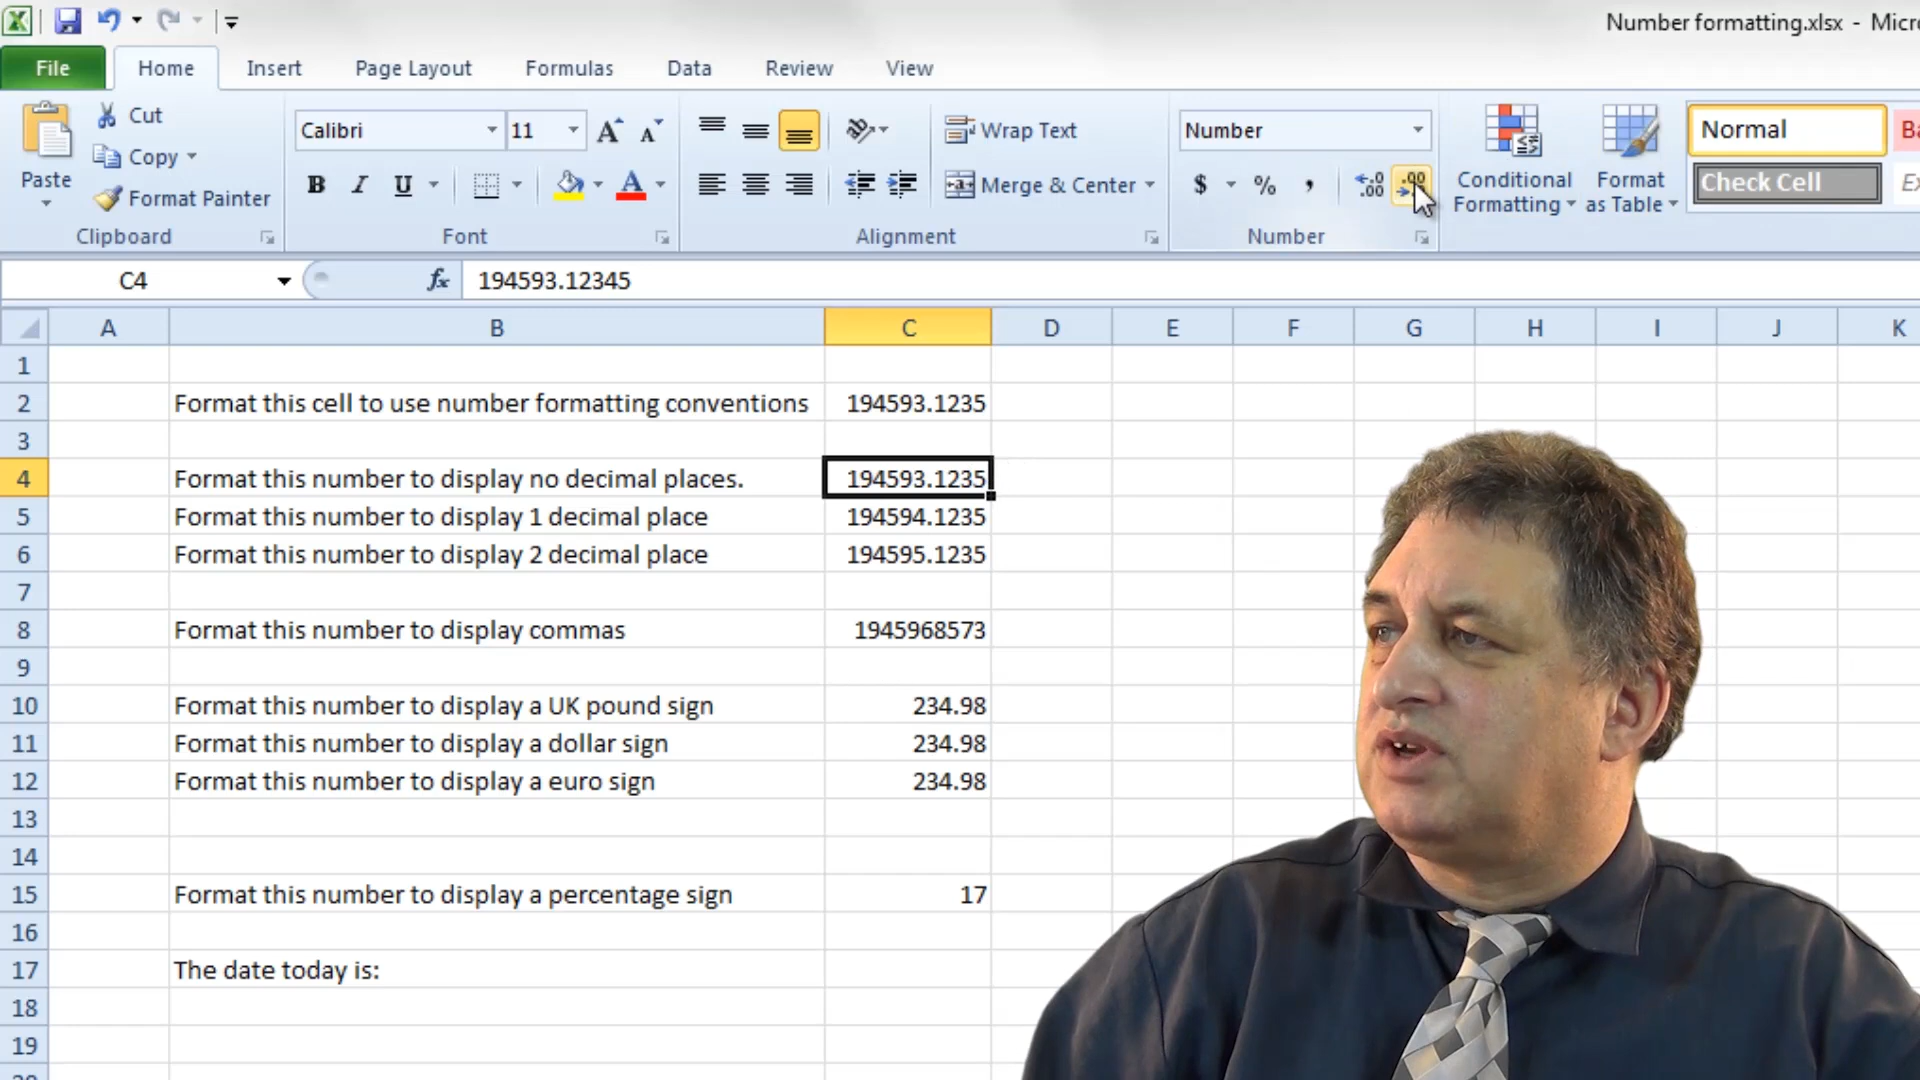 Number formatting.xlsx - Micro
File Home Insert Page Layout Formulas Data Review View
Paste
Cut
Copy
Format Painter
Clipboard
Calibri 11
B I U A
Font
Wrap Text
Merge & Center
Alignment
Number
$ % ,
Number
Conditional Formatting
Format as Table
Normal
Check Cell
C4 fx 194593.12345
A B C D E F G H I J K
1
2 Format this cell to use number formatting conventions 194593.1235
3
4 Format this number to display no decimal places. 194593.1235
5 Format this number to display 1 decimal place 194594.1235
6 Format this number to display 2 decimal place 194595.1235
7
8 Format this number to display commas 1945968573
9
10 Format this number to display a UK pound sign 234.98
11 Format this number to display a dollar sign 234.98
12 Format this number to display a euro sign 234.98
13
14
15 Format this number to display a percentage sign 17
16
17 The date today is:
18
19